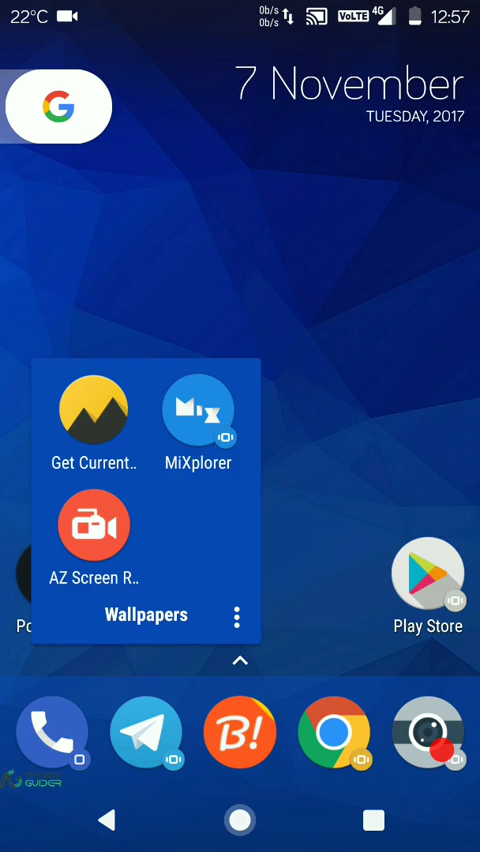 22°C 0b/s 0b/s VoLTE 4G 12:57
G
7 November
TUESDAY, 2017
Get Current..
MiXplorer
AZ Screen R..
Wallpapers
Po
Play Store
B!
GUIDER